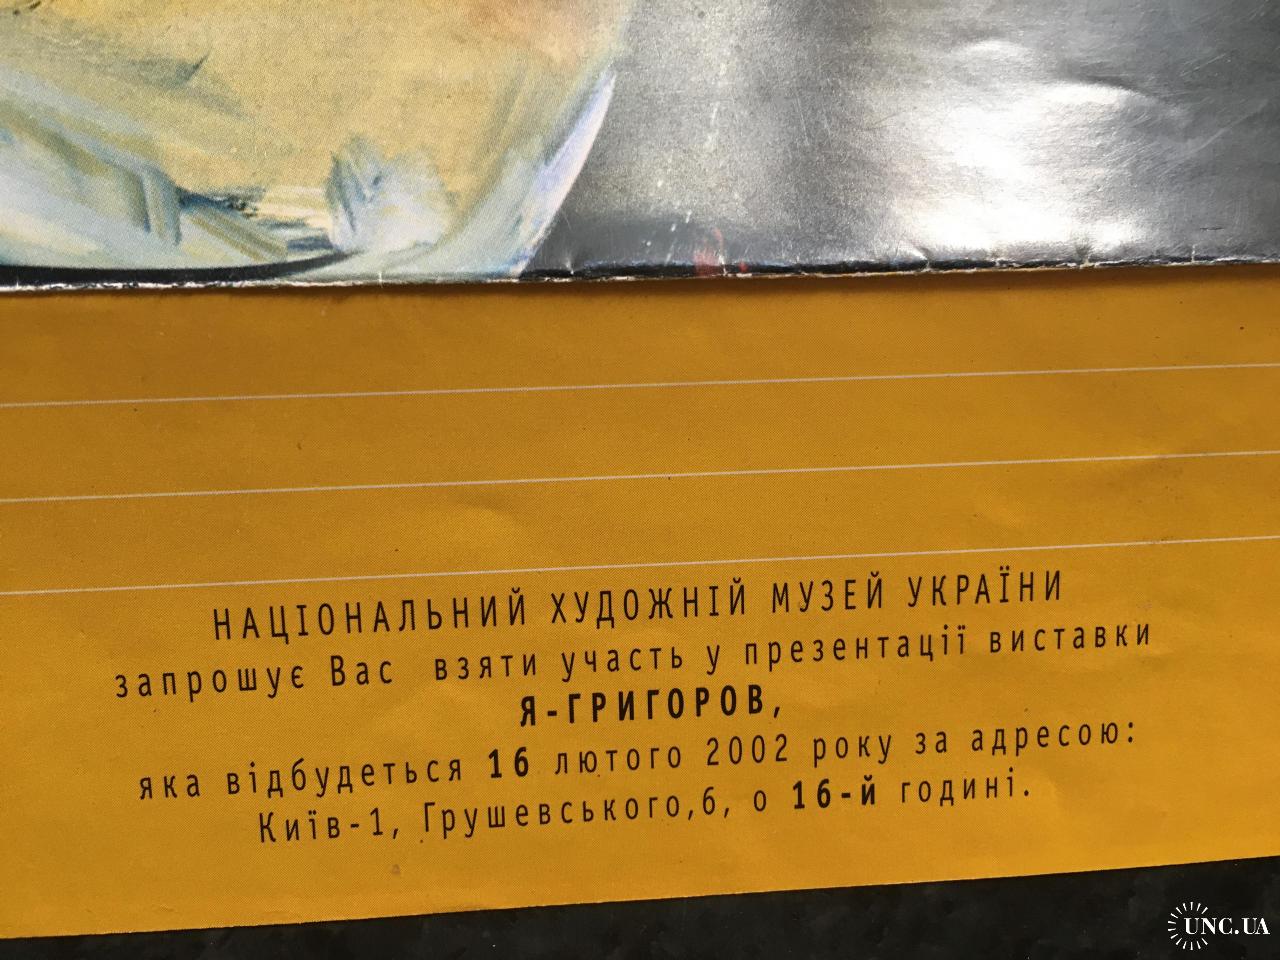 НАЦІОНАЛЬНИЙ ХУДОЖНІЙ МУЗЕЙ УКРАЇНИ
запрошує Вас взяти участь у презентації виставки
Я-ГРИГОРОВ,
яка відбудеться 16 лютого 2002 року за адресою:
Київ-1, Грушевського,6, о 16-й годині.
UNC.UA